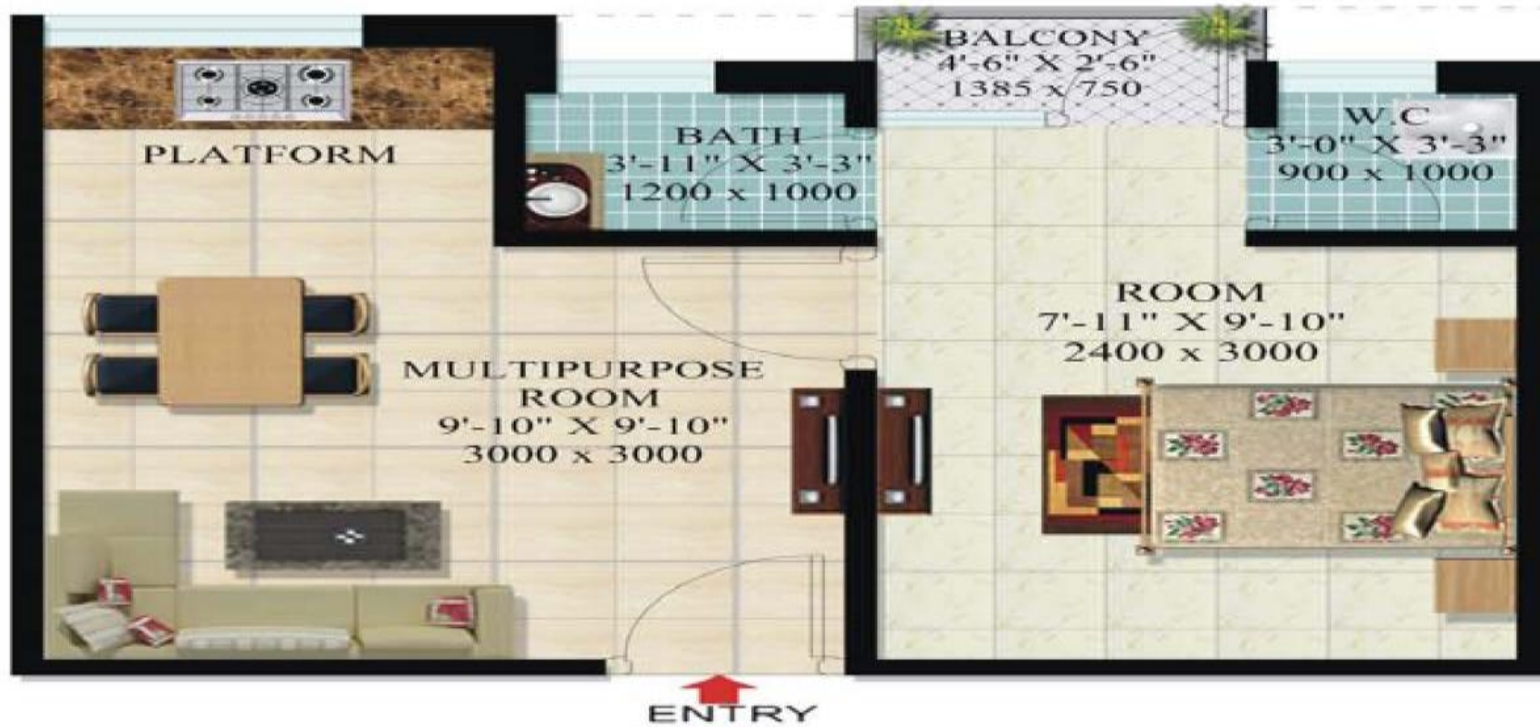 PLATFORM
BATH
3'-11" X 3'-3"
1200 x 1000
BALCONY
4'-6" X 2'-6"
1385 x 750
W.C
3'-0" X 3'-3"
900 x 1000
MULTIPURPOSE
ROOM
9'-10" X 9'-10"
3000 x 3000
ROOM
7'-11" X 9'-10"
2400 x 3000
ENTRY